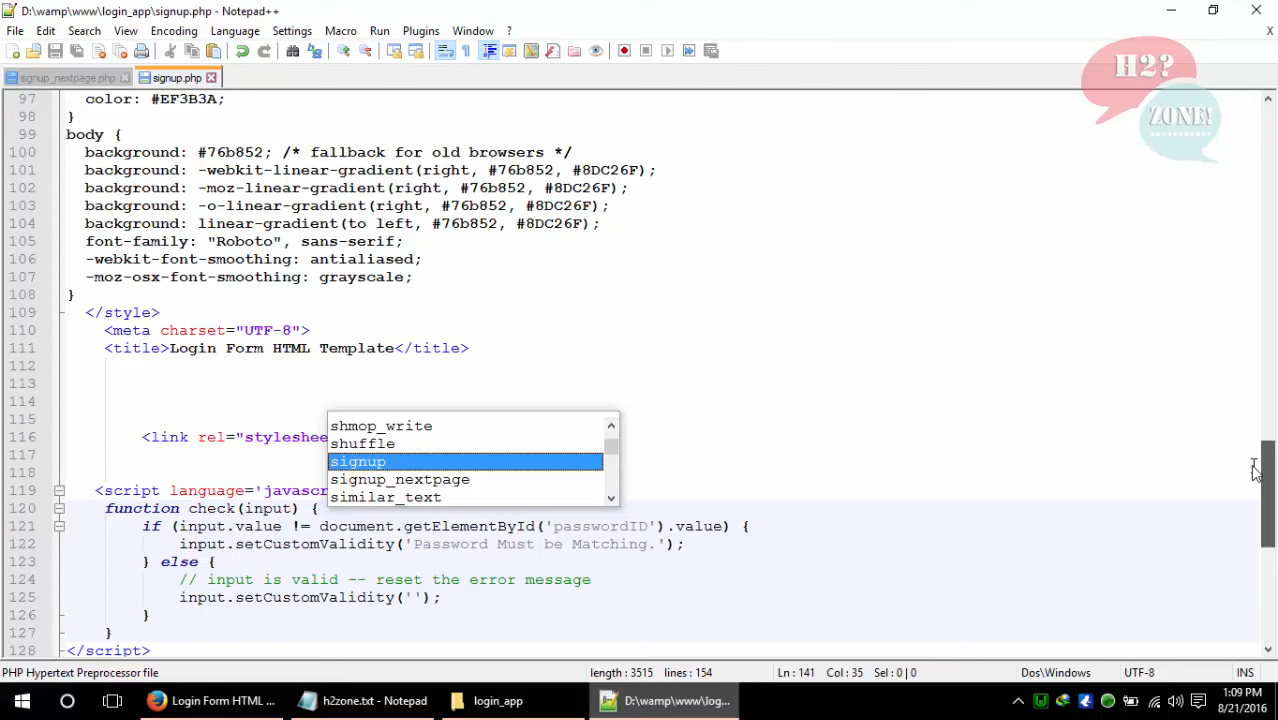 D:\wamp\www\login_app\signup.php - Notepad++
File Edit Search View Encoding Language Settings Macro Run Plugins Window ?
X
signup_nextpage.php signup.php
H2?
ZONE!
97 color: #EF3B3A;
98 }
99 body {
100 background: #76b852; /* fallback for old browsers */
101 background: -webkit-linear-gradient(right, #76b852, #8DC26F);
102 background: -moz-linear-gradient(right, #76b852, #8DC26F);
103 background: -o-linear-gradient(right, #76b852, #8DC26F);
104 background: linear-gradient(to left, #76b852, #8DC26F);
105 font-family: "Roboto", sans-serif;
106 -webkit-font-smoothing: antialiased;
107 -moz-osx-font-smoothing: grayscale;
108 }
109 </style>
110 <meta charset="UTF-8">
111 <title>Login Form HTML Template</title>
112
113
114
115
shmop_write
116 <link rel="styleshee
shuffle
117
signup
118
signup_nextpage
119 <script language='javascr
similar_text
120 function check(input) {
121 if (input.value != document.getElementById('passwordID').value) {
122 input.setCustomValidity('Password Must be Matching.');
123 } else {
124 // input is valid -- reset the error message
125 input.setCustomValidity('');
126 }
127 }
128 </script>
PHP Hypertext Preprocessor file length : 3515 lines : 154 Ln : 141 Col : 35 Sel : 0 | 0 Dos\Windows UTF-8 INS
Login Form HTML ... h2zone.txt - Notepad login_app D:\wamp\www\log... 1:09 PM
8/21/2016